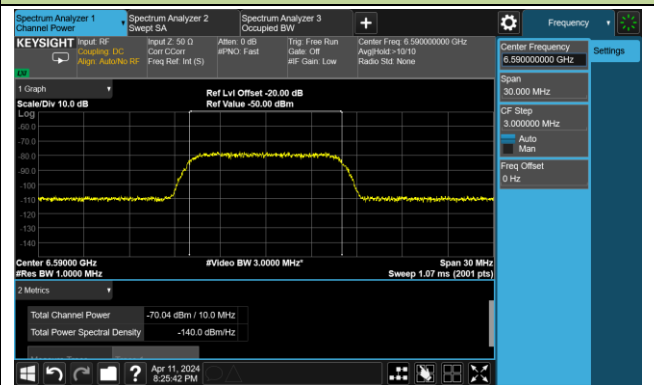 Spectrum Analyzer 1
Channel Power
Spectrum Analyzer 2
Swept SA
Spectrum Analyzer 3
Occupied BW
Frequency
KEYSIGHT
Input: RF
Coupling: DC
Align: Auto/No RF
Input Z: 50 Ω
Corr CCorr
Freq Ref: Int (S)
Atten: 0 dB
#PNO: Fast
Trig: Free Run
Gate: Off
#IF Gain: Low
Center Freq: 6.590000000 GHz
Avg|Hold:>10/10
Radio Std: None
Center Frequency
6.590000000 GHz
Settings
Span
30.000 MHz
CF Step
3.000000 MHz
Auto
Man
Freq Offset
0 Hz
1 Graph
Scale/Div 10.0 dB
Ref Lvl Offset -20.00 dB
Ref Value -50.00 dBm
Log
-60.0
-70.0
-80.0
-90.0
-100
-110
-120
-130
-140
Center 6.59000 GHz
#Video BW 3.0000 MHz*
Span 30 MHz
#Res BW 1.0000 MHz
Sweep 1.07 ms (2001 pts)
2 Metrics
Total Channel Power -70.04 dBm / 10.0 MHz
Total Power Spectral Density -140.0 dBm/Hz
?
Apr 11, 2024
8:25:42 PM